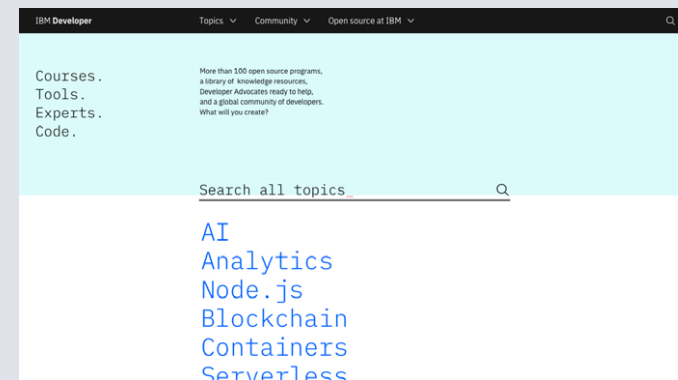 IBM Developer
Topics
Community
Open source at IBM
Courses.
Tools.
Experts.
Code.
More than 100 open source programs,
a library of knowledge resources,
Developer Advocates ready to help,
and a global community of developers.
What will you create?
Search all topics_
AI
Analytics
Node.js
Blockchain
Containers
Serverless